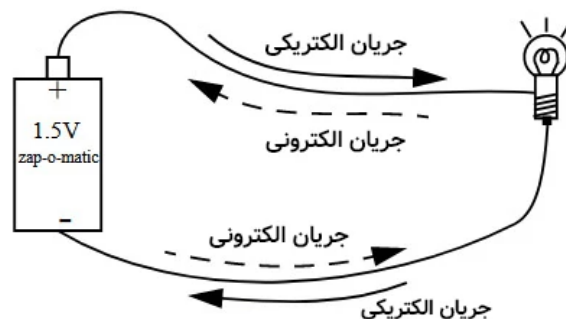 جریان الکتریکی
+
1.5V
zap-o-matic
جریان الکترونی
-
جریان الکترونی
جریان الکتریکی